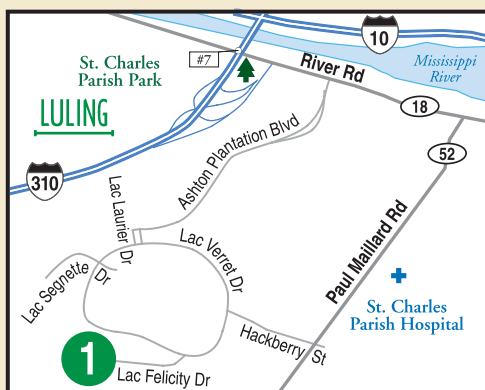 10
St. Charles
Parish Park
#7
River Rd
Mississippi
River
LULING
18
52
310
Ashton Plantation Blvd
Lac Laurier Dr
Lac Verret Dr
Paul Maillard Rd
Lac Segnette Dr
St. Charles
Parish Hospital
Hackberry St
1
Lac Felicity Dr